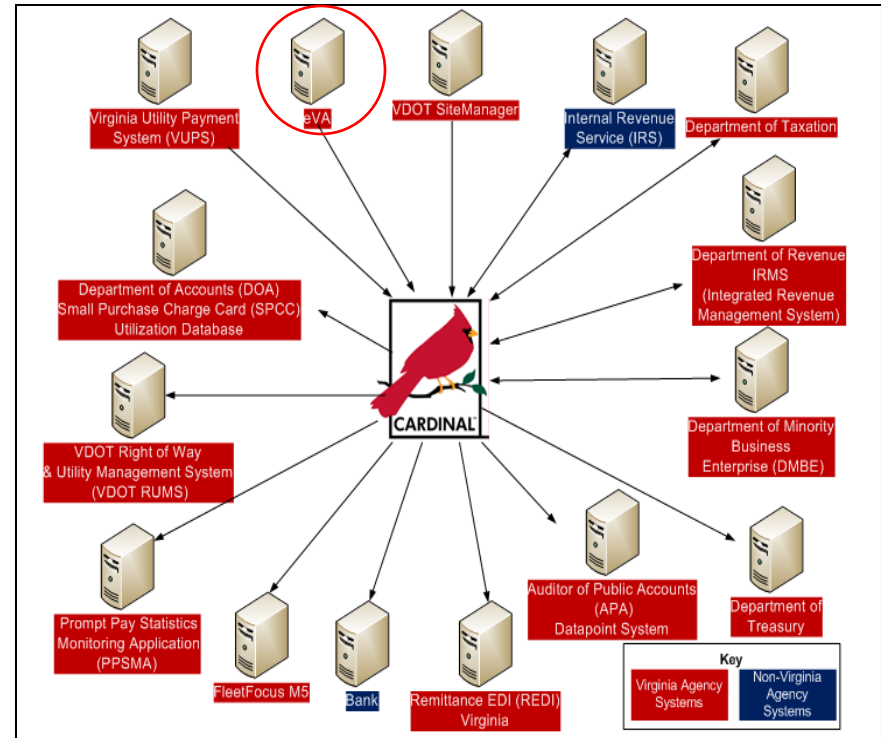 Virginia Utility Payment
System (VUPS)
eVA
VDOT SiteManager
Internal Revenue
Service (IRS)
Department of Taxation
Department of Accounts (DOA)
Small Purchase Charge Card (SPCC)
Utilization Database
Department of Revenue
IRMS
(Integrated Revenue
Management System)
CARDINAL™
VDOT Right of Way
& Utility Management System
(VDOT RUMS)
Department of Minority
Business
Enterprise (DMBE)
Prompt Pay Statistics
Monitoring Application
(PPSMA)
FleetFocus M5
Bank
Remittance EDI (REDI)
Virginia
Auditor of Public Accounts
(APA)
Datapoint System
Department of
Treasury
Key
Virginia Agency
Systems
Non-Virginia
Agency
Systems